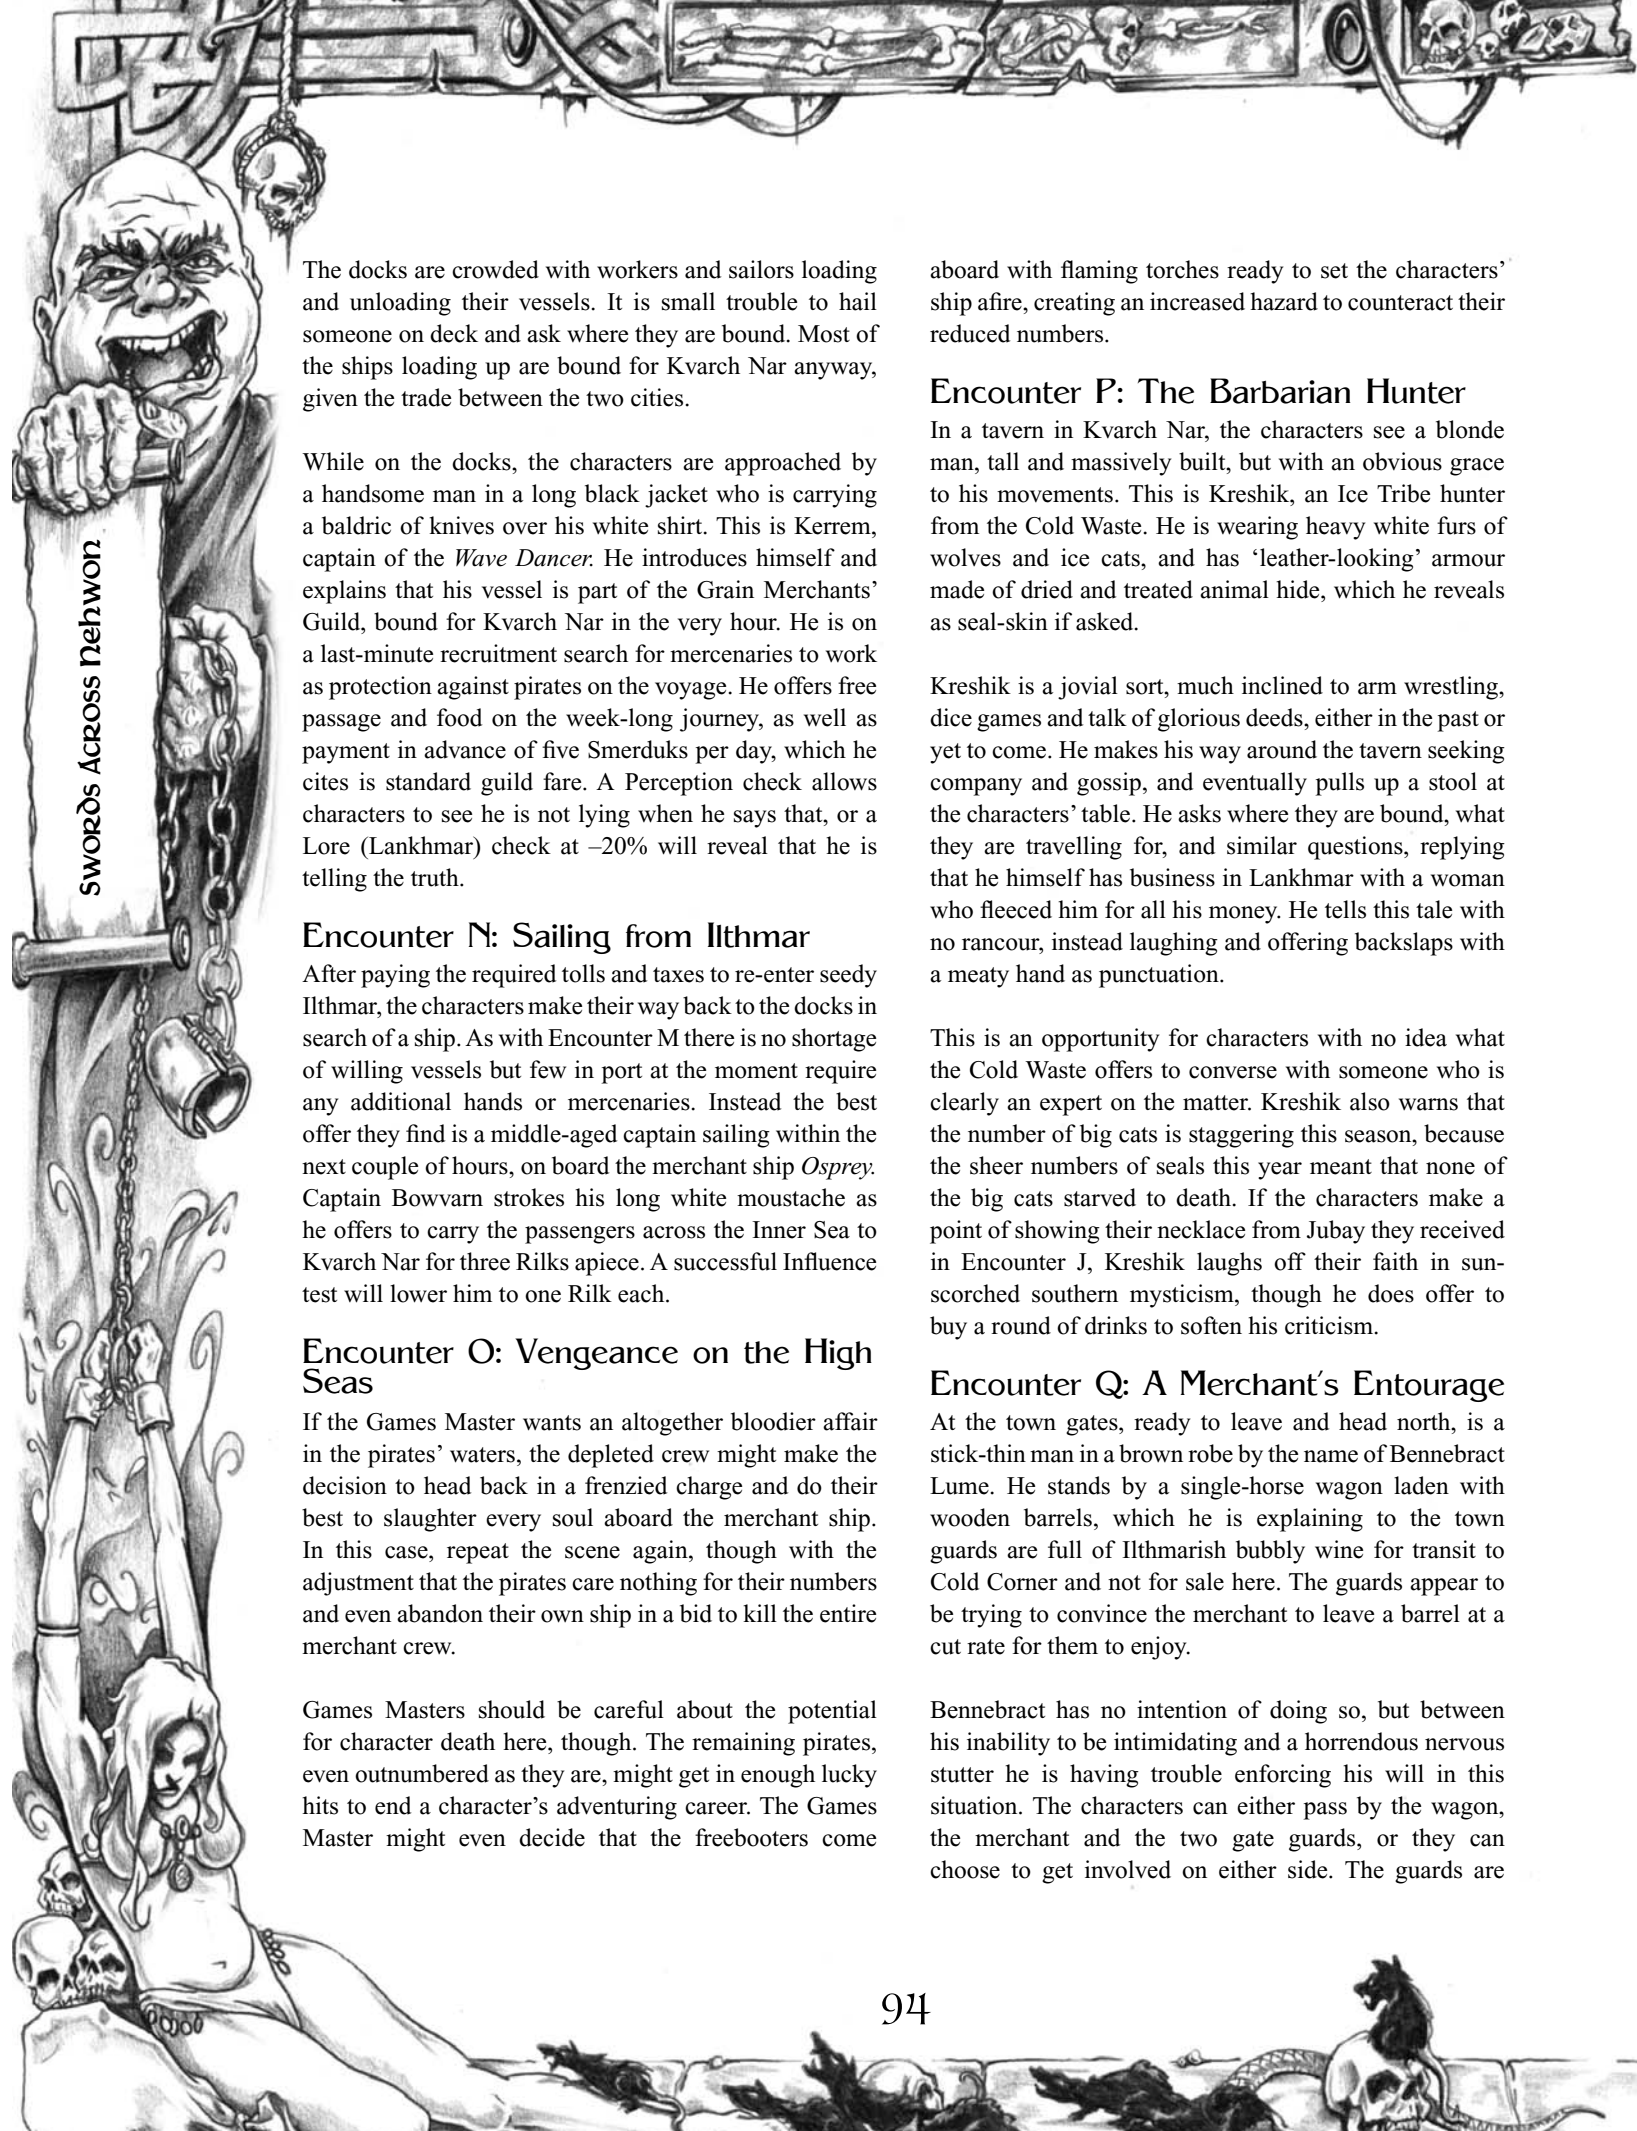 Swords Across Nehwon
The docks are crowded with workers and sailors loading
and unloading their vessels. It is small trouble to hail
someone on deck and ask where they are bound. Most of
the ships loading up are bound for Kvarch Nar anyway,
given the trade between the two cities.
While on the docks, the characters are approached by
a handsome man in a long black jacket who is carrying
a baldric of knives over his white shirt. This is Kerrem,
captain of the Wave Dancer. He introduces himself and
explains that his vessel is part of the Grain Merchants’
Guild, bound for Kvarch Nar in the very hour. He is on
a last-minute recruitment search for mercenaries to work
as protection against pirates on the voyage. He offers free
passage and food on the week-long journey, as well as
payment in advance of five Smerduks per day, which he
cites is standard guild fare. A Perception check allows
characters to see he is not lying when he says that, or a
Lore (Lankhmar) check at –20% will reveal that he is
telling the truth.
Encounter N: Sailing from Ilthmar
After paying the required tolls and taxes to re-enter seedy
Ilthmar, the characters make their way back to the docks in
search of a ship. As with Encounter M there is no shortage
of willing vessels but few in port at the moment require
any additional hands or mercenaries. Instead the best
offer they find is a middle-aged captain sailing within the
next couple of hours, on board the merchant ship Osprey.
Captain Bowvarn strokes his long white moustache as
he offers to carry the passengers across the Inner Sea to
Kvarch Nar for three Rilks apiece. A successful Influence
test will lower him to one Rilk each.
Encounter O: Vengeance on the High
Seas
If the Games Master wants an altogether bloodier affair
in the pirates’ waters, the depleted crew might make the
decision to head back in a frenzied charge and do their
best to slaughter every soul aboard the merchant ship.
In this case, repeat the scene again, though with the
adjustment that the pirates care nothing for their numbers
and even abandon their own ship in a bid to kill the entire
merchant crew.
Games Masters should be careful about the potential
for character death here, though. The remaining pirates,
even outnumbered as they are, might get in enough lucky
hits to end a character’s adventuring career. The Games
Master might even decide that the freebooters come
aboard with flaming torches ready to set the characters’
ship afire, creating an increased hazard to counteract their
reduced numbers.
Encounter P: The Barbarian Hunter
In a tavern in Kvarch Nar, the characters see a blonde
man, tall and massively built, but with an obvious grace
to his movements. This is Kreshik, an Ice Tribe hunter
from the Cold Waste. He is wearing heavy white furs of
wolves and ice cats, and has ‘leather-looking’ armour
made of dried and treated animal hide, which he reveals
as seal-skin if asked.
Kreshik is a jovial sort, much inclined to arm wrestling,
dice games and talk of glorious deeds, either in the past or
yet to come. He makes his way around the tavern seeking
company and gossip, and eventually pulls up a stool at
the characters’ table. He asks where they are bound, what
they are travelling for, and similar questions, replying
that he himself has business in Lankhmar with a woman
who fleeced him for all his money. He tells this tale with
no rancour, instead laughing and offering backslaps with
a meaty hand as punctuation.
This is an opportunity for characters with no idea what
the Cold Waste offers to converse with someone who is
clearly an expert on the matter. Kreshik also warns that
the number of big cats is staggering this season, because
the sheer numbers of seals this year meant that none of
the big cats starved to death. If the characters make a
point of showing their necklace from Jubay they received
in Encounter J, Kreshik laughs off their faith in sun-
scorched southern mysticism, though he does offer to
buy a round of drinks to soften his criticism.
Encounter Q: A Merchant’s Entourage
At the town gates, ready to leave and head north, is a
stick-thin man in a brown robe by the name of Bennebract
Lume. He stands by a single-horse wagon laden with
wooden barrels, which he is explaining to the town
guards are full of Ilthmarish bubbly wine for transit to
Cold Corner and not for sale here. The guards appear to
be trying to convince the merchant to leave a barrel at a
cut rate for them to enjoy.
Bennebract has no intention of doing so, but between
his inability to be intimidating and a horrendous nervous
stutter he is having trouble enforcing his will in this
situation. The characters can either pass by the wagon,
the merchant and the two gate guards, or they can
choose to get involved on either side. The guards are
94